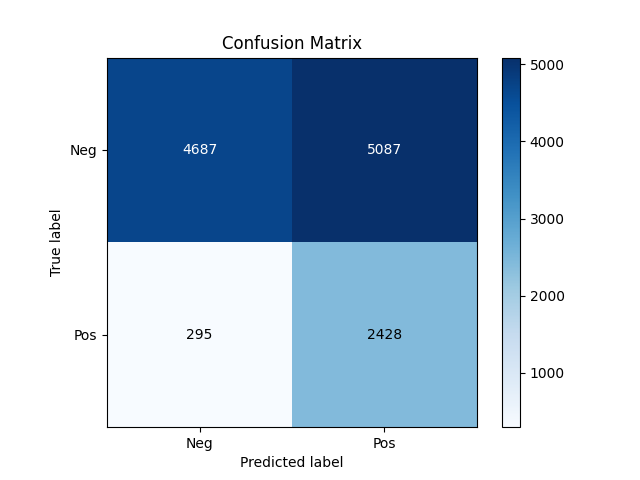 Confusion Matrix
5000
4000
3000
2000
1000
True label
Neg
4687
5087
Pos
295
2428
Neg
Pos
Predicted label